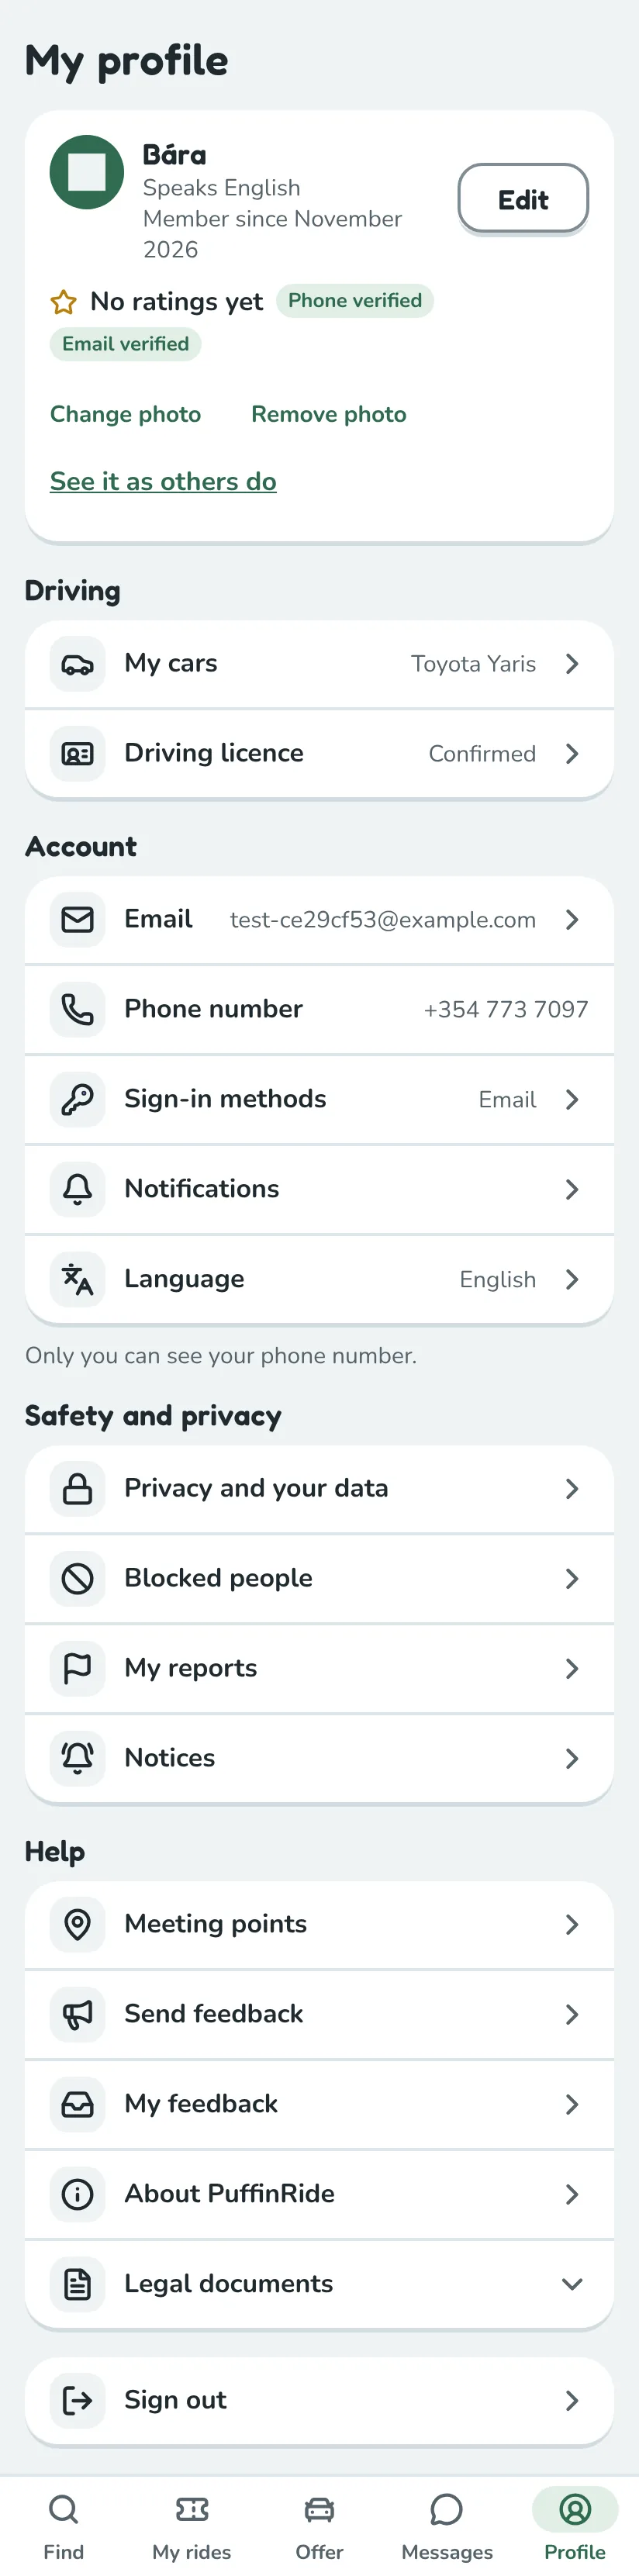 My profile
Bára
Speaks English
Member since November
2026
Edit
No ratings yet
Phone verified
Email verified
Change photo
Remove photo
See it as others do
Driving
My cars
Toyota Yaris
Driving licence
Confirmed
Account
Email
test-ce29cf53@example.com
Phone number
+354 773 7097
Sign-in methods
Email
Notifications
Language
English
Only you can see your phone number.
Safety and privacy
Privacy and your data
Blocked people
My reports
Notices
Help
Meeting points
Send feedback
My feedback
About PuffinRide
Legal documents
Sign out
Find
My rides
Offer
Messages
Profile